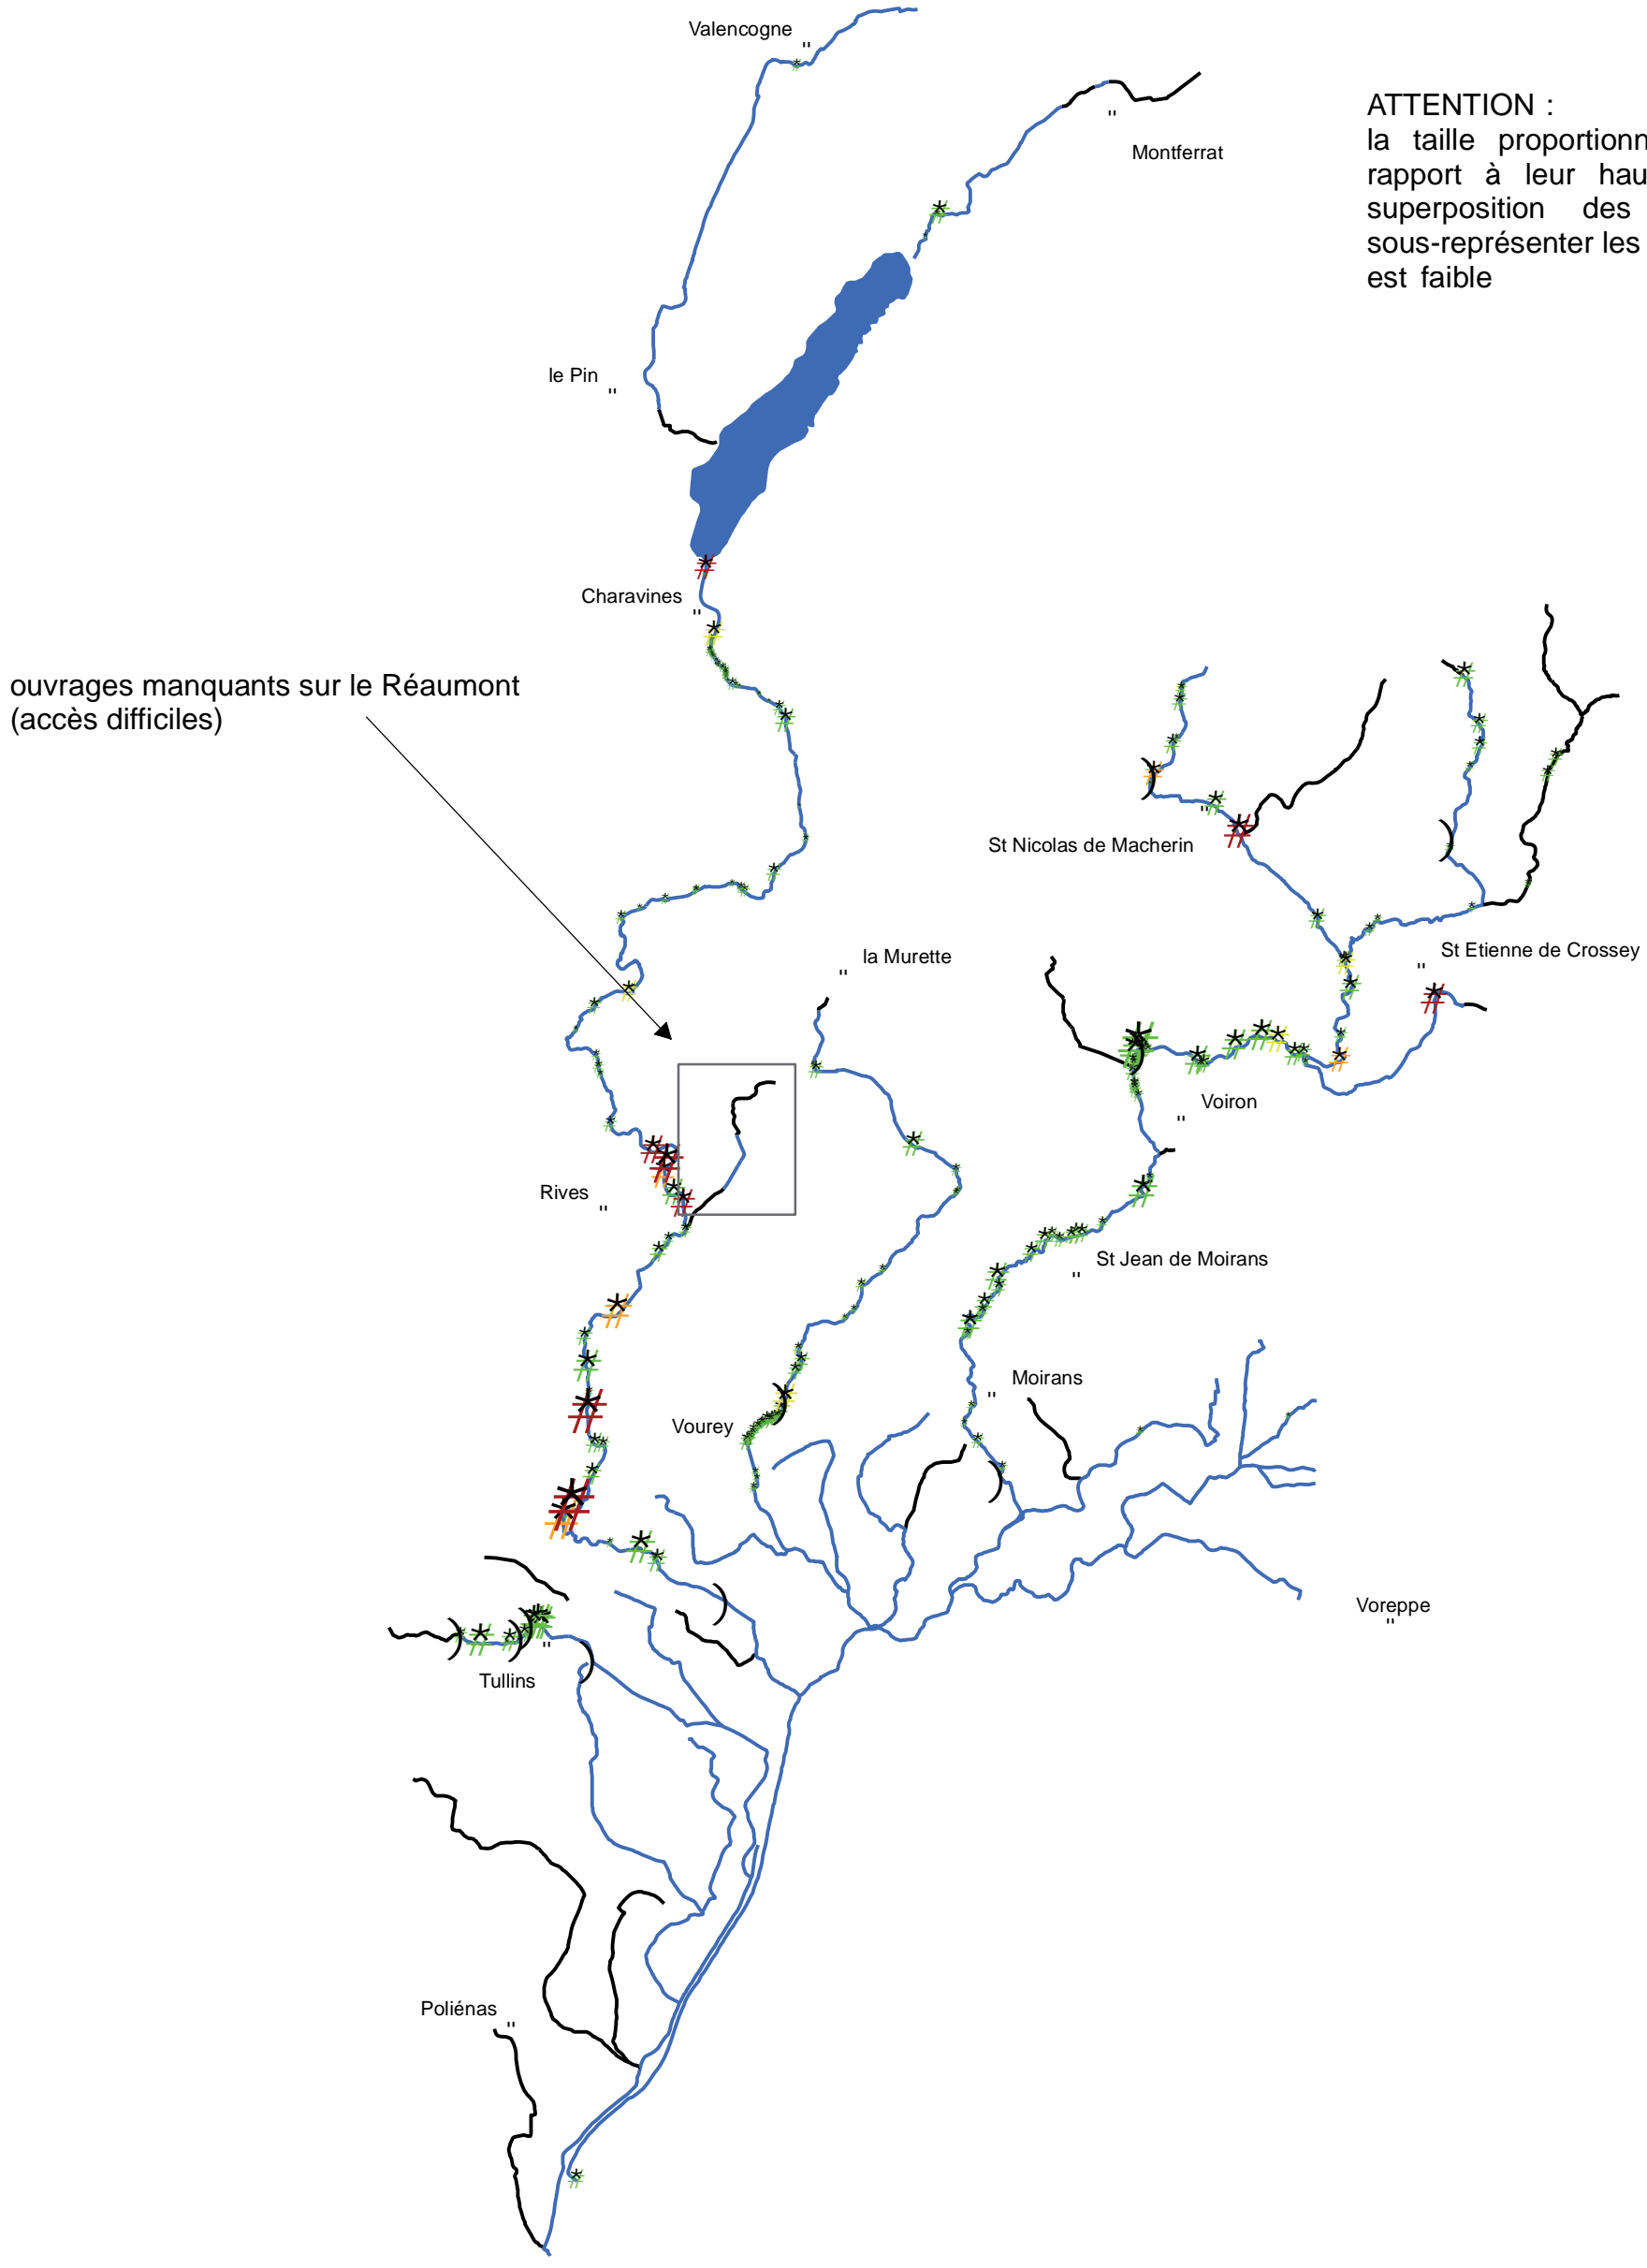 Valencogne
Montferrat
ATTENTION :
la taille proportionn
rapport à leur hau
superposition des
sous-représenter les
est faible
le Pin
Charavines
ouvrages manquants sur le Réaumont
(accès difficiles)
St Nicolas de Macherin
la Murette
St Etienne de Crossey
Voiron
Rives
St Jean de Moirans
Moirans
Vourey
Voreppe
Tullins
Poliénas